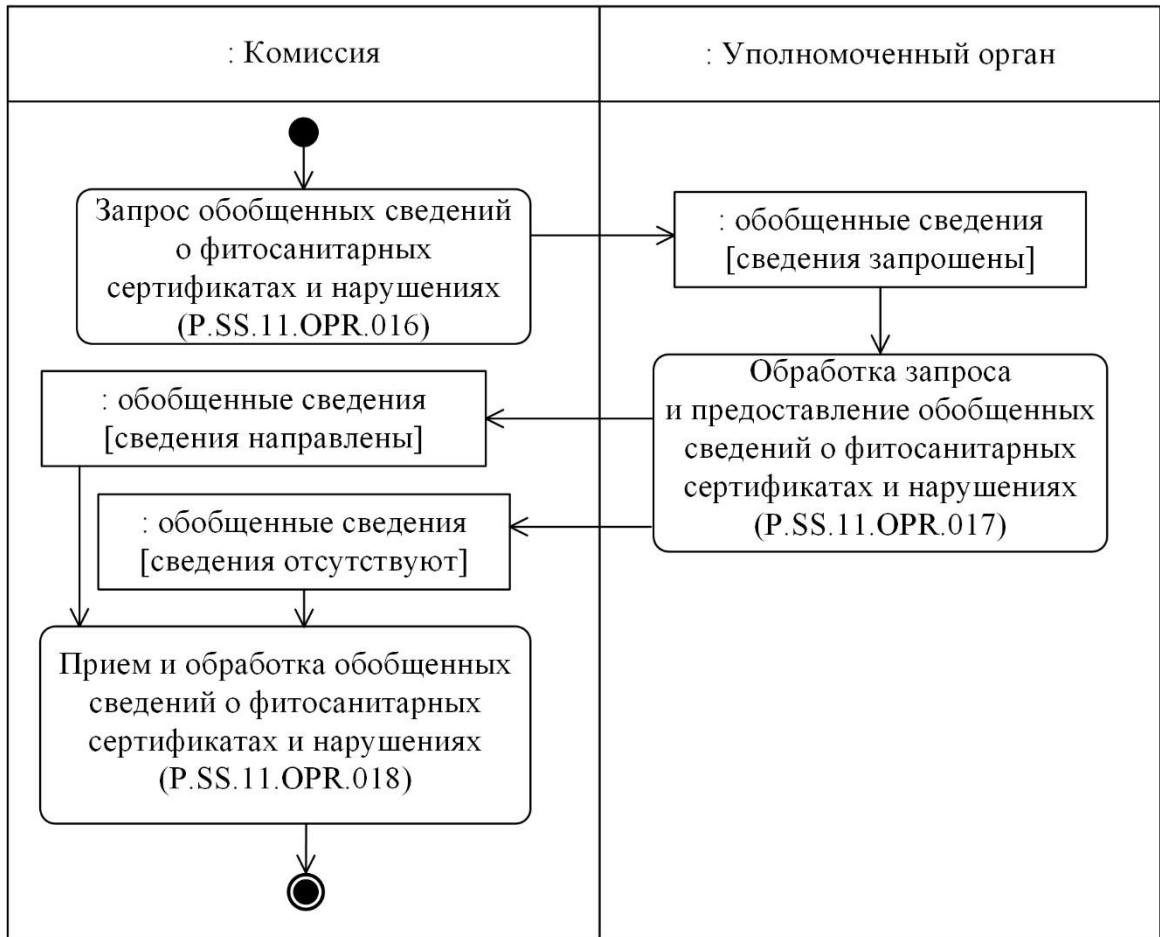 : Комиссия
: Уполномоченный орган
Запрос обобщенных сведений
о фитосанитарных
сертификатах и нарушениях
(P.SS.11.OPR.016)
: обобщенные сведения
[сведения запрошены]
Обработка запроса
и предоставление обобщенных
сведений о фитосанитарных
сертификатах и нарушениях
(P.SS.11.OPR.017)
: обобщенные сведения
[сведения направлены]
: обобщенные сведения
[сведения отсутствуют]
Прием и обработка обобщенных
сведений о фитосанитарных
сертификатах и нарушениях
(P.SS.11.OPR.018)